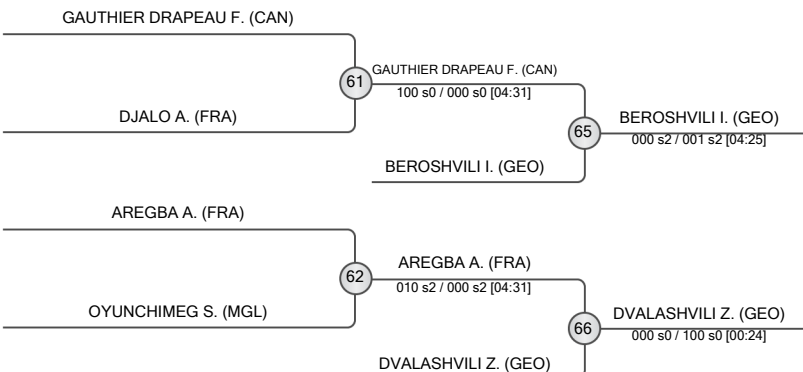 GAUTHIER DRAPEAU F. (CAN)
61
GAUTHIER DRAPEAU F. (CAN)
100 s0 / 000 s0 [04:31]
DJALO A. (FRA)
65
BEROSHVILI I. (GEO)
000 s2 / 001 s2 [04:25]
BEROSHVILI I. (GEO)
AREGBA A. (FRA)
62
AREGBA A. (FRA)
010 s2 / 000 s2 [04:31]
OYUNCHIMEG S. (MGL)
66
DVALASHVILI Z. (GEO)
000 s0 / 100 s0 [00:24]
DVALASHVILI Z. (GEO)